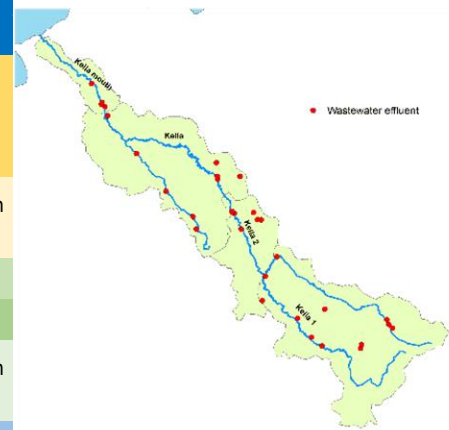 Keila mouth
Wastewater effluent
Keila
n
Keila 2
Keila 1
n